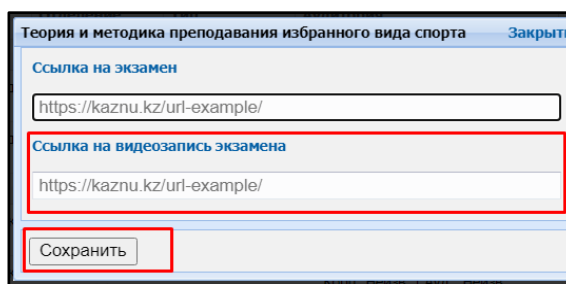 Теория и методика преподавания избранного вида спорта Закрыть
Ссылка на экзамен
https://kaznu.kz/url-example/
Ссылка на видеозапись экзамена
https://kaznu.kz/url-example/
Сохранить